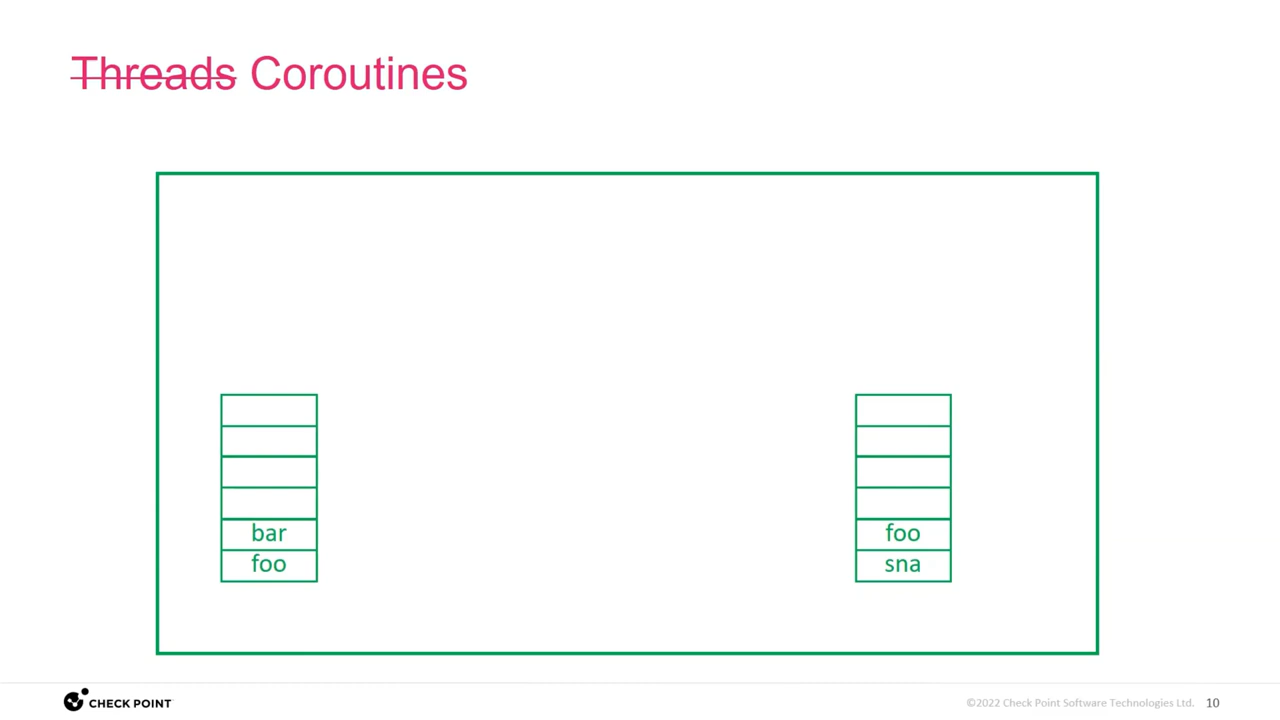 Threads Coroutines
bar
foo
foo
sna
CHECK POINT
©2022 Check Point Software Technologies Ltd. 10